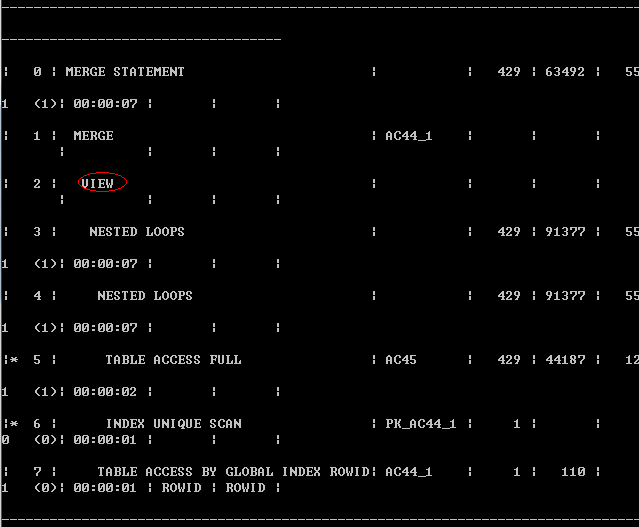 | 0 | MERGE STATEMENT | | 429 | 63492 | 55
1 (1)| 00:00:07 | | |
| 1 | MERGE | AC44_1 | | |
| | | |
| 2 | VIEW | | | |
| | | |
| 3 | NESTED LOOPS | | 429 | 91377 | 55
1 (1)| 00:00:07 | | |
| 4 | NESTED LOOPS | | 429 | 91377 | 55
1 (1)| 00:00:07 | | |
|* 5 | TABLE ACCESS FULL | AC45 | 429 | 44187 | 12
1 (1)| 00:00:02 | | |
|* 6 | INDEX UNIQUE SCAN | PK_AC44_1 | 1 | |
0 (0)| 00:00:01 | | |
| 7 | TABLE ACCESS BY GLOBAL INDEX ROWID| AC44_1 | 1 | 110 |
1 (0)| 00:00:01 | ROWID | ROWID |